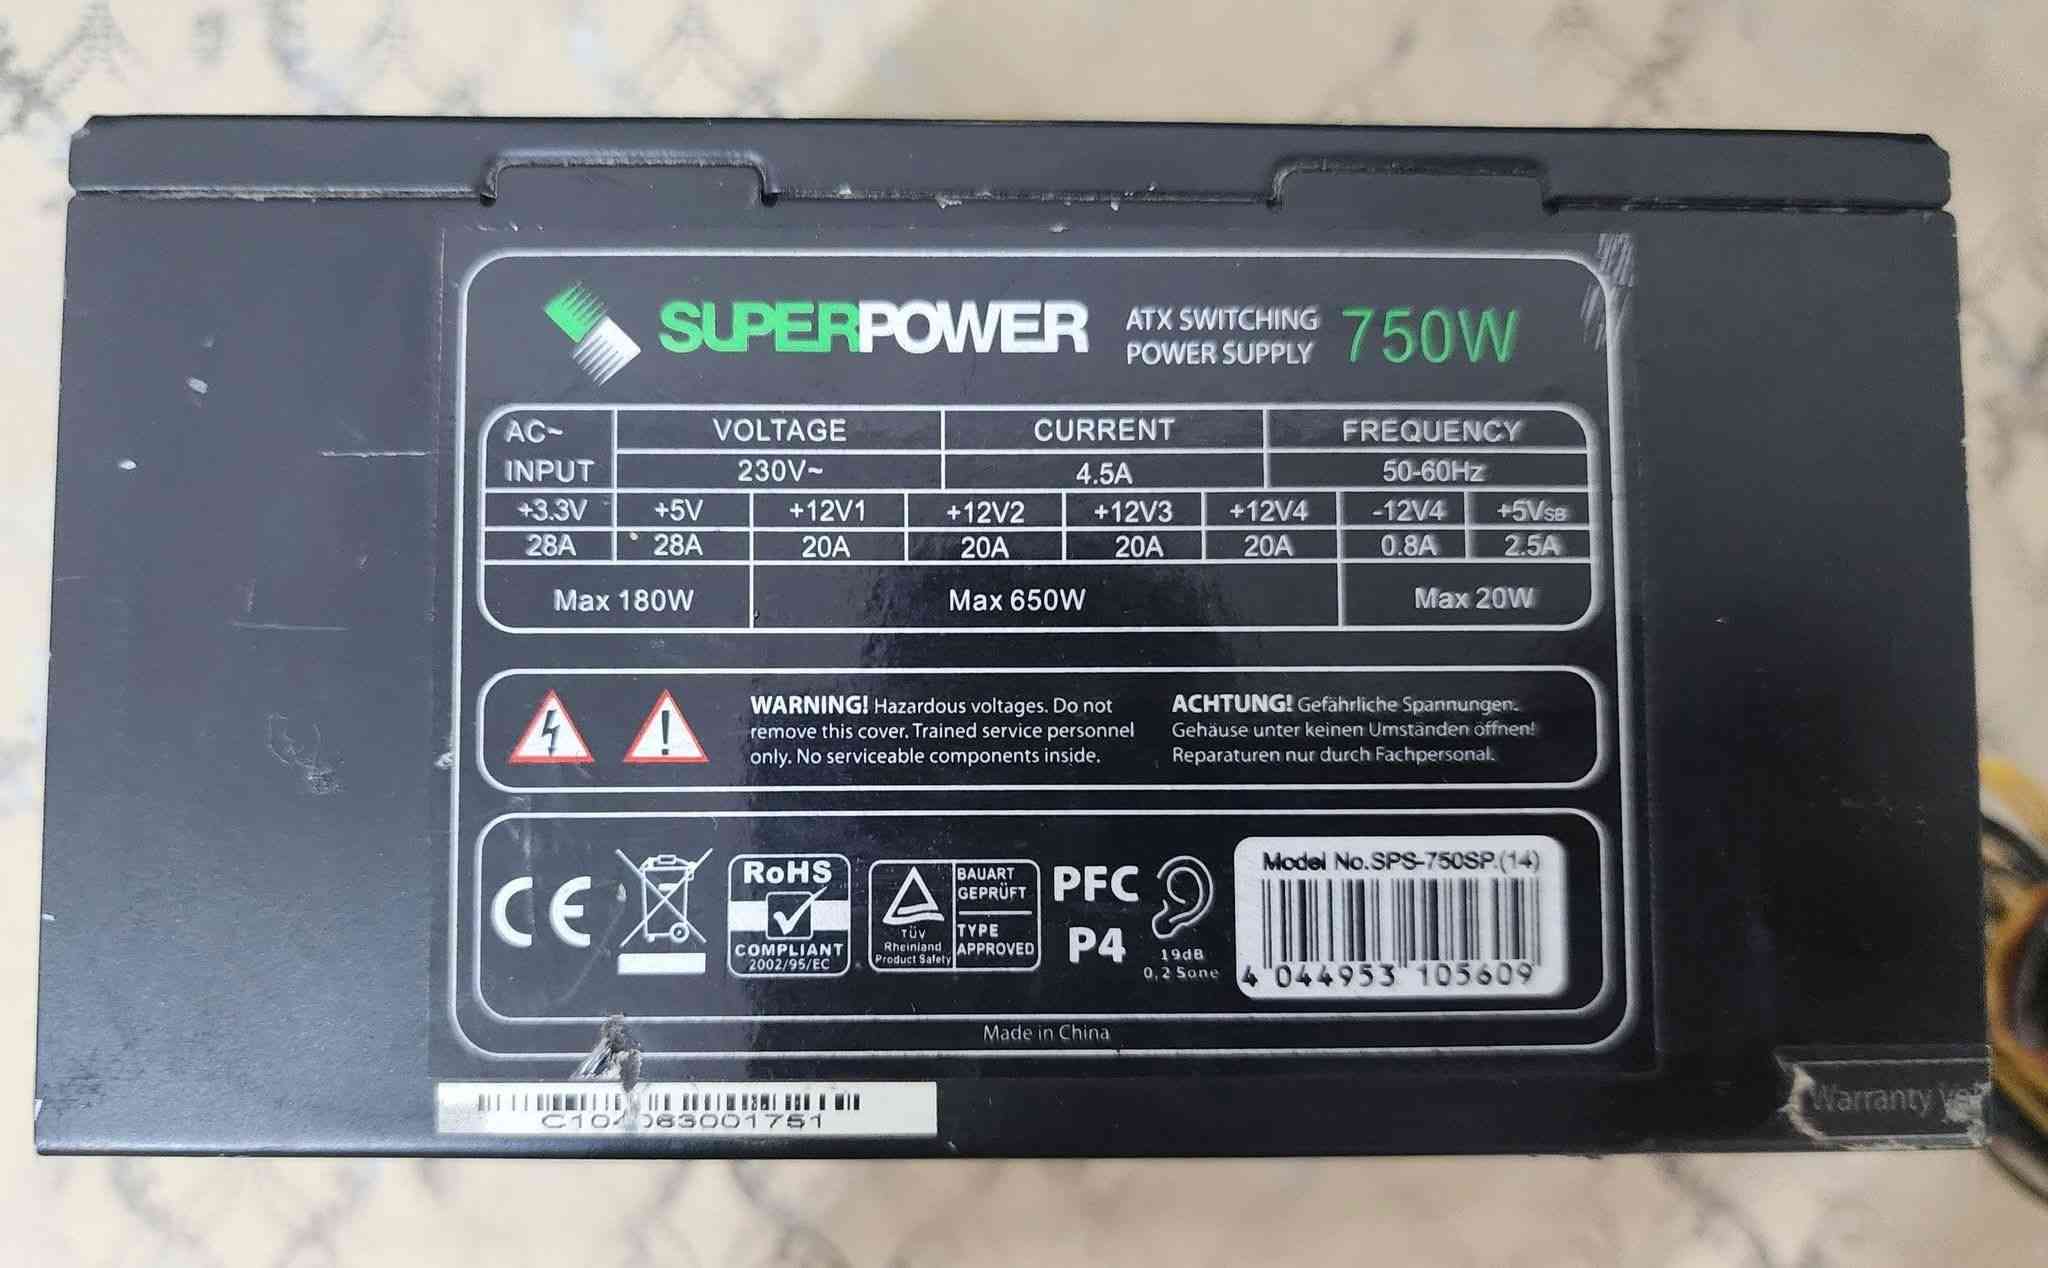 SUPERPOWER ATX SWITCHING POWER SUPPLY 750W
AC~ INPUT VOLTAGE CURRENT FREQUENCY
230V~ 4.5A 50-60Hz
+3.3V +5V +12V1 +12V2 +12V3 +12V4 -12V4 +5VSB
28A 28A 20A 20A 20A 20A 0.8A 2.5A
Max 180W Max 650W Max 20W
WARNING! Hazardous voltages. Do not
remove this cover. Trained service personnel
only. No serviceable components inside.
ACHTUNG! Gefährliche Spannungen.
Gehäuse unter keinen Umständen öffnen!
Reparaturen nur durch Fachpersonal.
CE
RoHS
COMPLIANT
2002/95/EC
TÜV
Rheinland
Product Safety
BAUART
GEPRÜFT
TYPE
APPROVED
PFC
P4
19dB
0,2 Sone
Model No.SPS-750SP.(14)
4 044953 105609
Made in China
Warranty